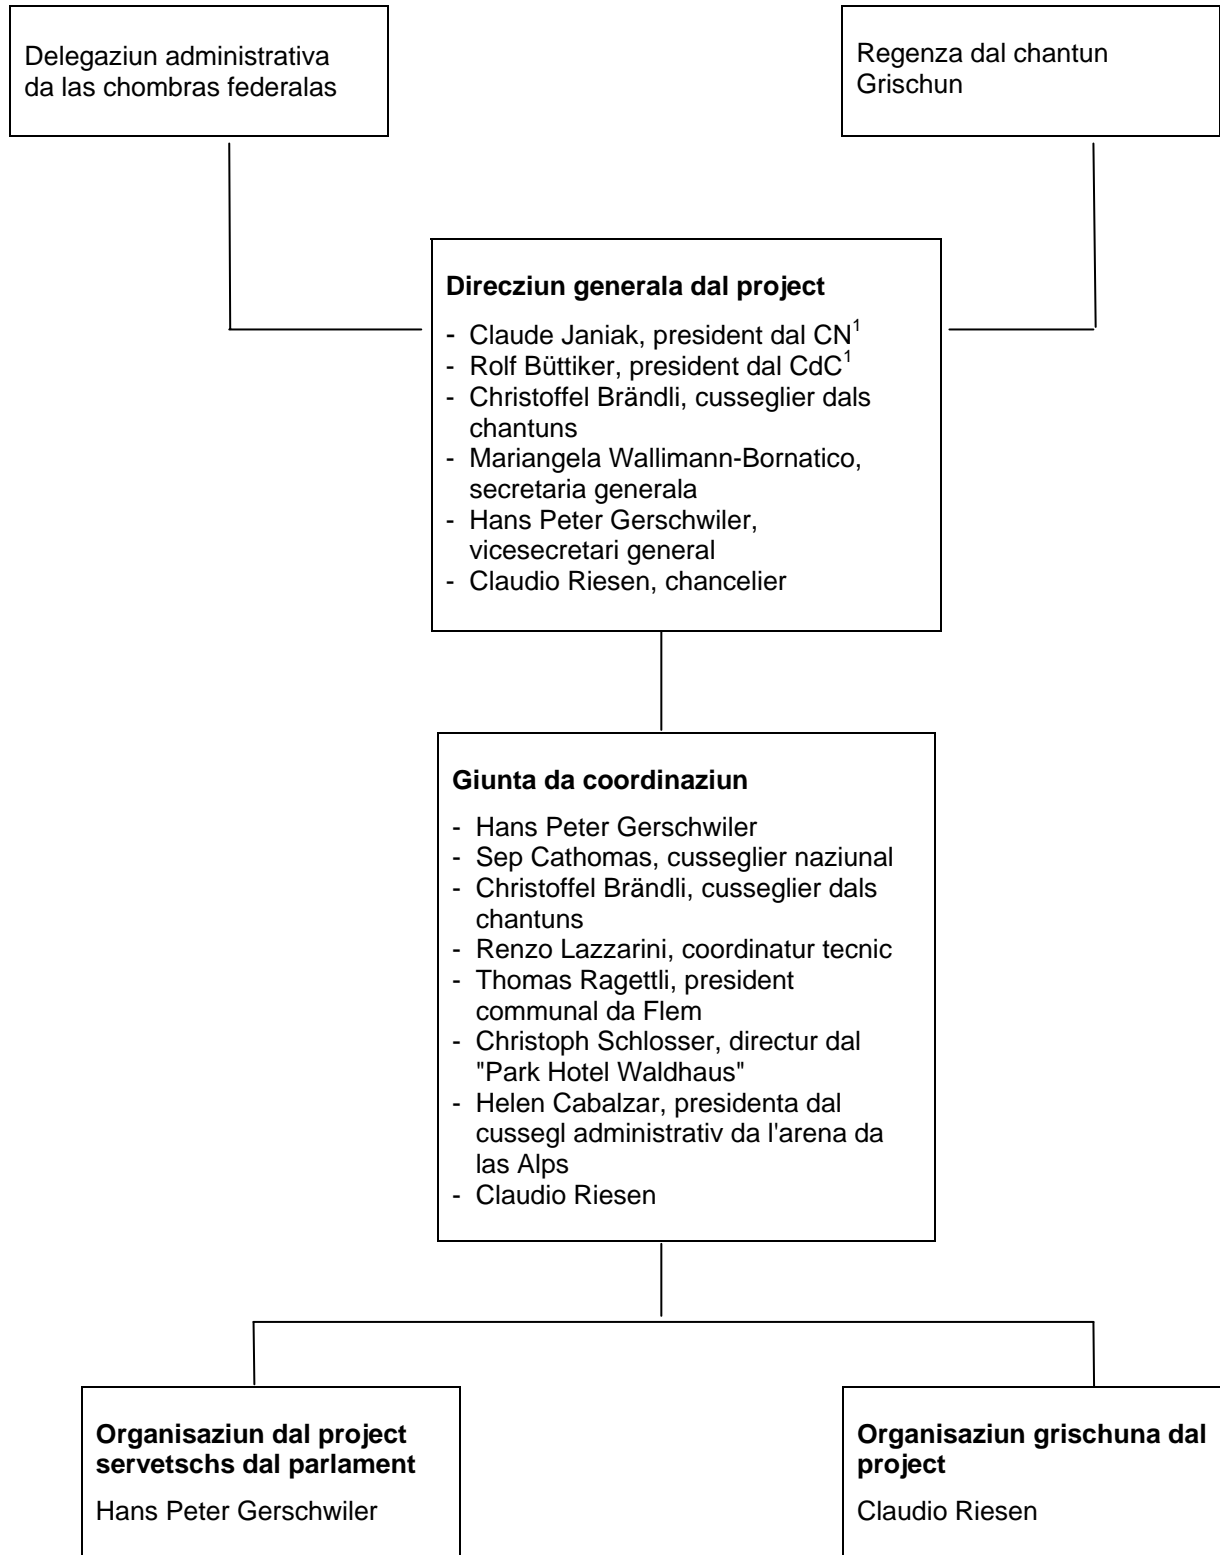 Delegaziun administrativa
da las chombras federalas
Regenza dal chantun
Grischun
Direcziun generala dal project
- Claude Janiak, president dal CN¹
- Rolf Büttiker, president dal CdC¹
- Christoffel Brändli, cusseglier dals
chantuns
- Mariangela Wallimann-Bornatico,
secretaria generala
- Hans Peter Gerschwiler,
vicesecretari general
- Claudio Riesen, chancelier
Giunta da coordinaziun
- Hans Peter Gerschwiler
- Sep Cathomas, cusseglier naziunal
- Christoffel Brändli, cusseglier dals
chantuns
- Renzo Lazzarini, coordinatur tecnic
- Thomas Ragettli, president
communal da Flem
- Christoph Schlosser, directur dal
"Park Hotel Waldhaus"
- Helen Cabalzar, presidenta dal
cussegl administrativ da l'arena da
las Alps
- Claudio Riesen
Organisaziun dal project
servetschs dal parlament
Hans Peter Gerschwiler
Organisaziun grischuna dal
project
Claudio Riesen